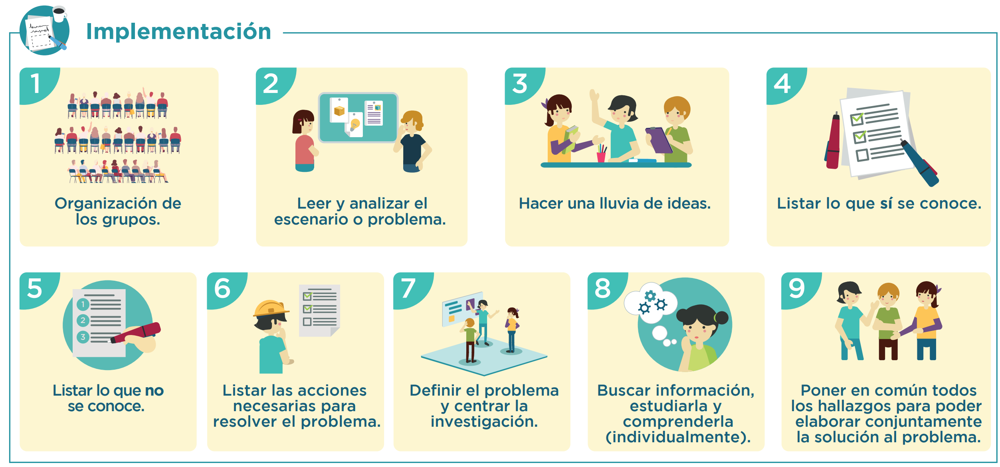 Implementación
1
Organización de
los grupos.
2
Leer y analizar el
escenario o problema.
3
Hacer una lluvia de ideas.
4
Listar lo que sí se conoce.
5
1
2
3
Listar lo que no
se conoce.
6
Listar las acciones
necesarias para
resolver el problema.
7
Definir el problema
y centrar la
investigación.
8
Buscar información,
estudiarla y
comprenderla
(individualmente).
9
Poner en común todos
los hallazgos para poder
elaborar conjuntamente
la solución al problema.